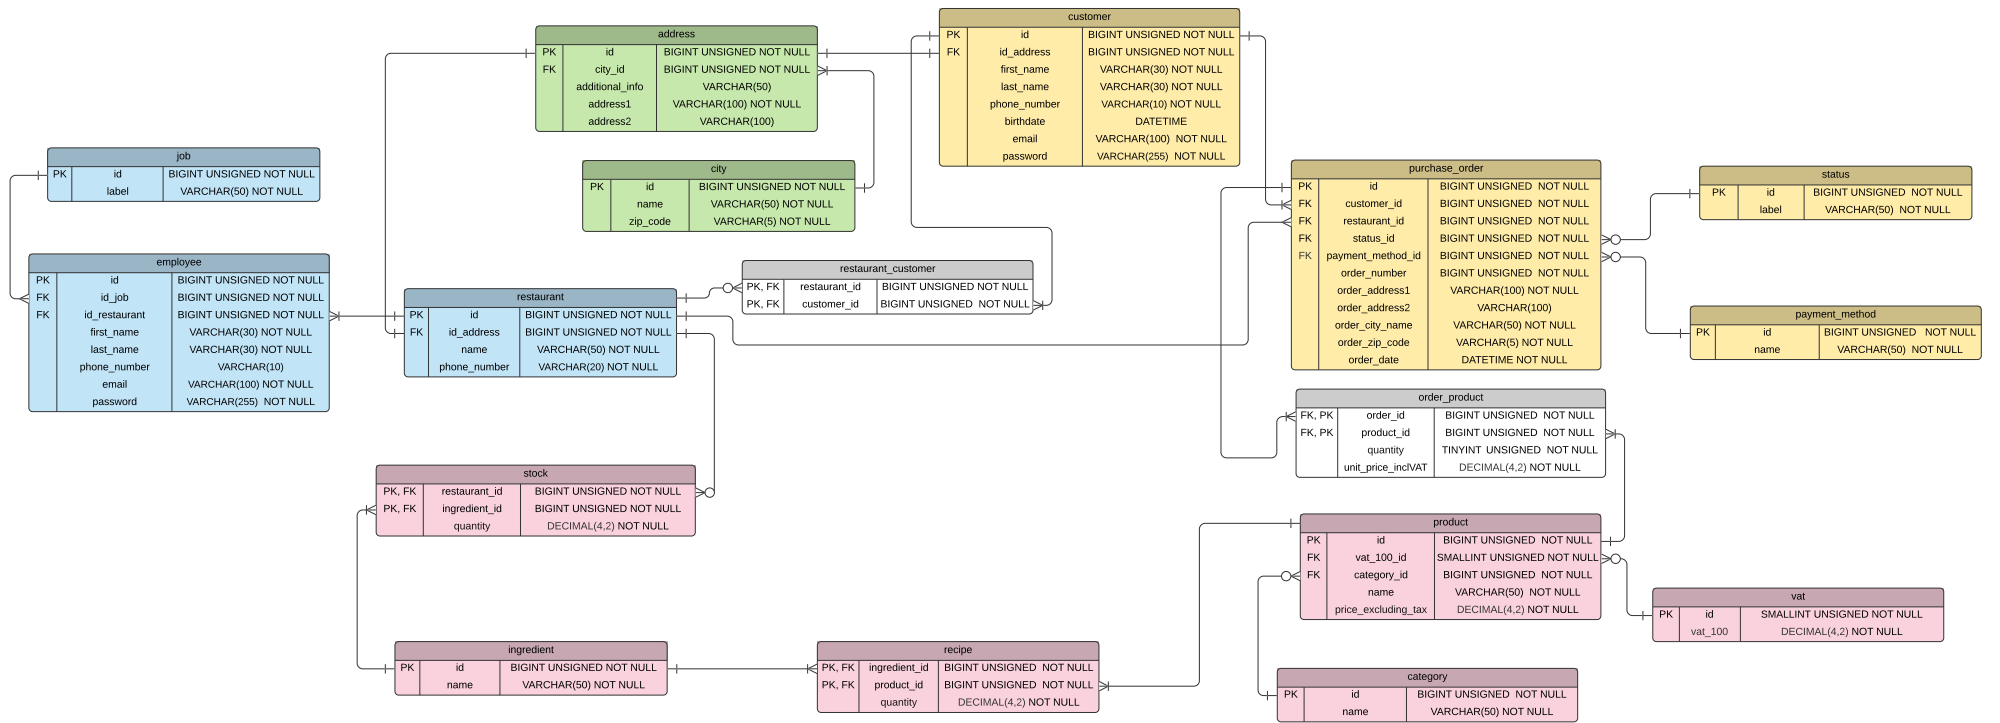 address
PK id BIGINT UNSIGNED NOT NULL
FK city_id BIGINT UNSIGNED NOT NULL
additional_info VARCHAR(50)
address1 VARCHAR(100) NOT NULL
address2 VARCHAR(100)
customer
PK id BIGINT UNSIGNED NOT NULL
FK id_address BIGINT UNSIGNED NOT NULL
first_name VARCHAR(30) NOT NULL
last_name VARCHAR(30) NOT NULL
phone_number VARCHAR(10) NOT NULL
birthdate DATETIME
email VARCHAR(100) NOT NULL
password VARCHAR(255) NOT NULL
job
PK id BIGINT UNSIGNED NOT NULL
label VARCHAR(50) NOT NULL
city
PK id BIGINT UNSIGNED NOT NULL
name VARCHAR(50) NOT NULL
zip_code VARCHAR(5) NOT NULL
purchase_order
PK id BIGINT UNSIGNED NOT NULL
FK customer_id BIGINT UNSIGNED NOT NULL
FK restaurant_id BIGINT UNSIGNED NOT NULL
FK status_id BIGINT UNSIGNED NOT NULL
FK payment_method_id BIGINT UNSIGNED NOT NULL
order_number BIGINT UNSIGNED NOT NULL
order_address1 VARCHAR(100) NOT NULL
order_address2 VARCHAR(100)
order_city_name VARCHAR(50) NOT NULL
order_zip_code VARCHAR(5) NOT NULL
order_date DATETIME NOT NULL
status
PK id BIGINT UNSIGNED NOT NULL
label VARCHAR(50) NOT NULL
employee
PK id BIGINT UNSIGNED NOT NULL
FK id_job BIGINT UNSIGNED NOT NULL
FK id_restaurant BIGINT UNSIGNED NOT NULL
first_name VARCHAR(30) NOT NULL
last_name VARCHAR(30) NOT NULL
phone_number VARCHAR(10)
email VARCHAR(100) NOT NULL
password VARCHAR(255) NOT NULL
restaurant
PK id BIGINT UNSIGNED NOT NULL
FK id_address BIGINT UNSIGNED NOT NULL
name VARCHAR(50) NOT NULL
phone_number VARCHAR(20) NOT NULL
restaurant_customer
PK, FK restaurant_id BIGINT UNSIGNED NOT NULL
PK, FK customer_id BIGINT UNSIGNED NOT NULL
payment_method
PK id BIGINT UNSIGNED NOT NULL
name VARCHAR(50) NOT NULL
order_product
FK, PK order_id BIGINT UNSIGNED NOT NULL
FK, PK product_id BIGINT UNSIGNED NOT NULL
quantity TINYINT UNSIGNED NOT NULL
unit_price_inclVAT DECIMAL(4,2) NOT NULL
stock
PK, FK restaurant_id BIGINT UNSIGNED NOT NULL
PK, FK ingredient_id BIGINT UNSIGNED NOT NULL
quantity DECIMAL(4,2) NOT NULL
product
PK id BIGINT UNSIGNED NOT NULL
FK vat_100_id SMALLINT UNSIGNED NOT NULL
FK category_id BIGINT UNSIGNED NOT NULL
name VARCHAR(50) NOT NULL
price_excluding_tax DECIMAL(4,2) NOT NULL
vat
PK id SMALLINT UNSIGNED NOT NULL
vat_100 DECIMAL(4,2) NOT NULL
ingredient
PK id BIGINT UNSIGNED NOT NULL
name VARCHAR(50) NOT NULL
recipe
PK, FK ingredient_id BIGINT UNSIGNED NOT NULL
PK, FK product_id BIGINT UNSIGNED NOT NULL
quantity DECIMAL(4,2) NOT NULL
category
PK id BIGINT UNSIGNED NOT NULL
name VARCHAR(50) NOT NULL